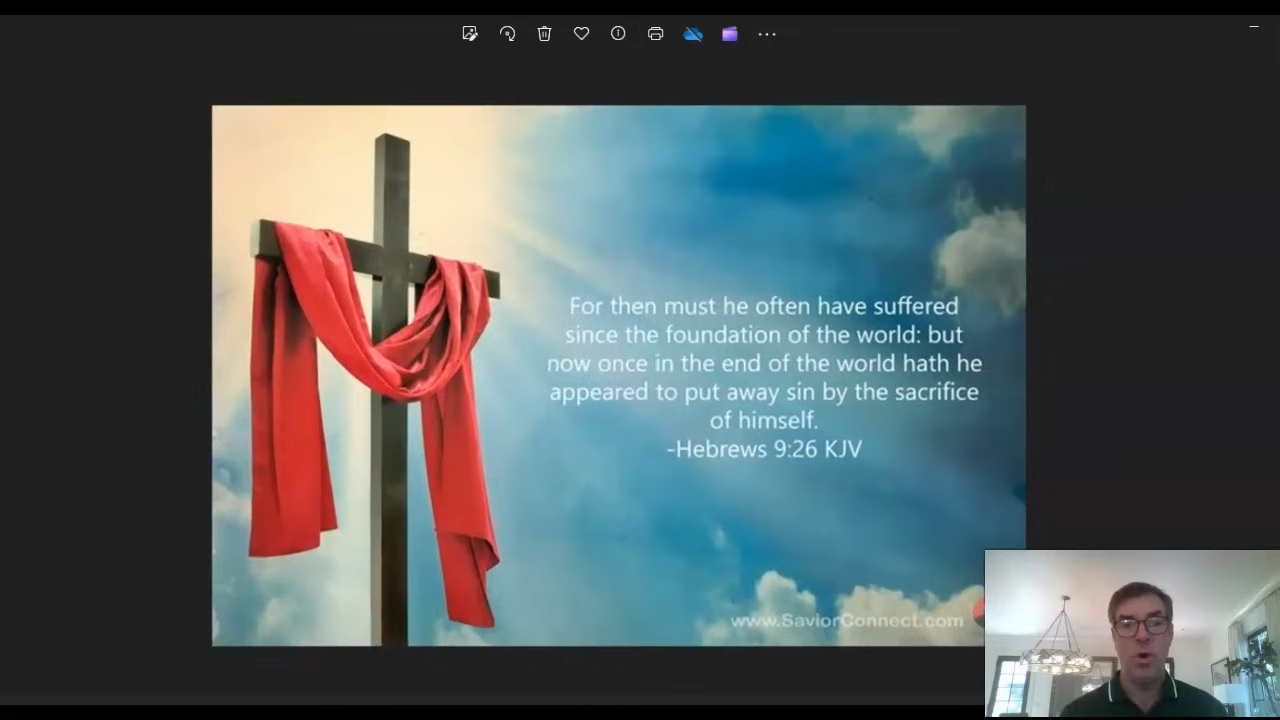 For then must he often have suffered
since the foundation of the world: but
now once in the end of the world hath he
appeared to put away sin by the sacrifice
of himself.
-Hebrews 9:26 KJV
www.SaviorConnect.com